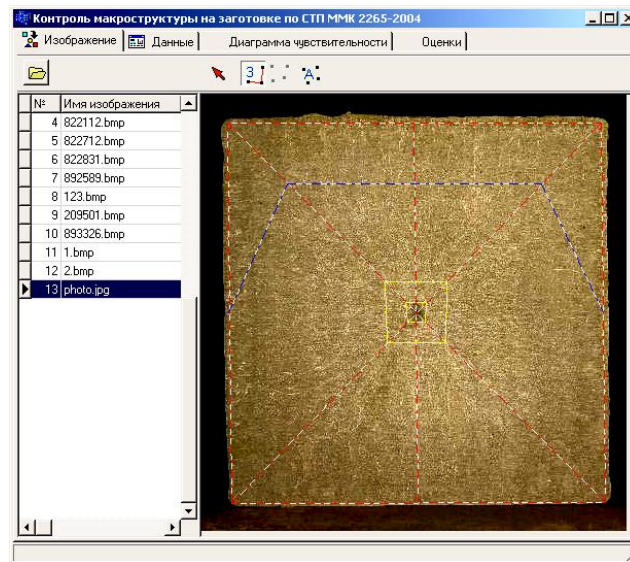 Контроль макроструктуры на заготовке по СТП ММК 2265-2004
Изображение Данные Диаграмма чувствительности Оценки
3 A
№ Имя изображения
4 822112.bmp
5 822712.bmp
6 822831.bmp
7 892589.bmp
8 123.bmp
9 209501.bmp
10 893326.bmp
11 1.bmp
12 2.bmp
13 photo.jpg